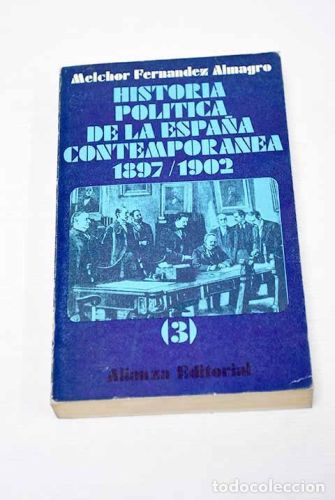 Melchor Fernandez Almagro
HISTORIA
POLITICA
DE LA ESPAÑA
CONTEMPORANEA
1897/1902
(3)
Alianza Editorial
todocoleccion